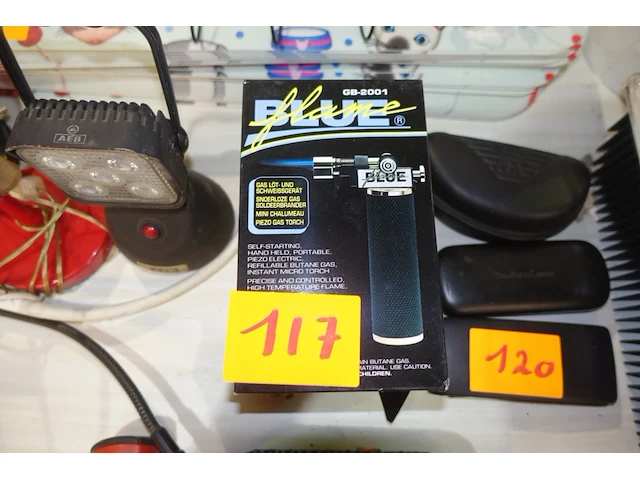 GB-2001
BLUE
flame
®
AEB
BLUE
GAS LÖT- UND
SCHWEISSGERÄT
SNOERLOZE GAS
SOLDEERBRANDER
MINI CHALUMEAU
PIEZO GAS TORCH
SELF-STARTING,
HAND HELD, PORTABLE,
PIEZO ELECTRIC,
REFILLABLE BUTANE GAS.
INSTANT MICRO TORCH
PRECISE AND CONTROLLED,
HIGH TEMPERATURE FLAME,
117
BUTANE GAS.
MATERIAL. USE CAUTION.
CHILDREN.
120